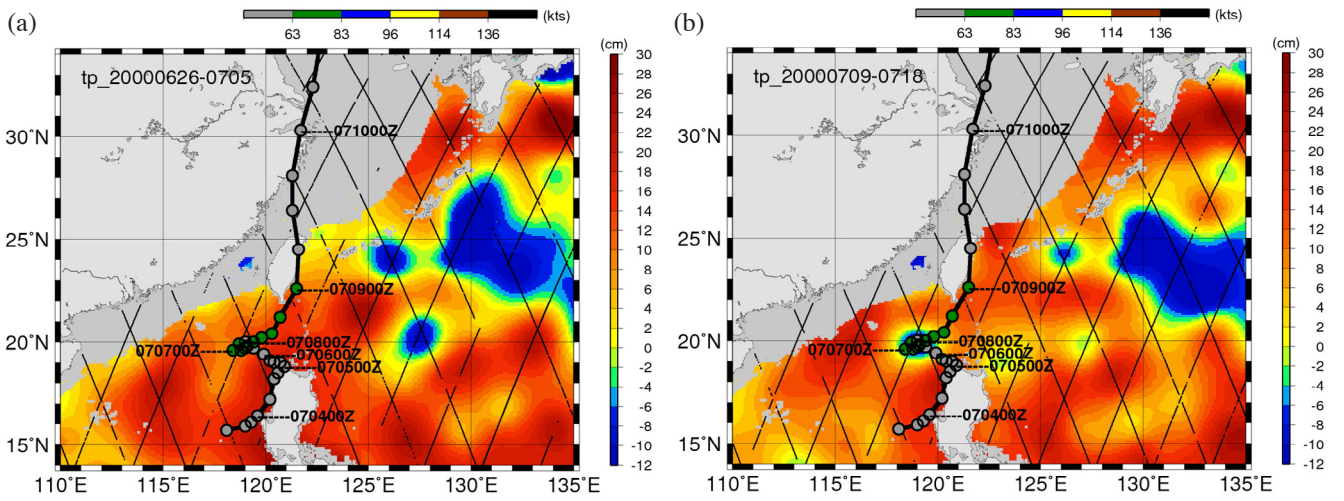 (a)
(kts)
63 83 96 114 136
(cm)
tp_20000626-0705
30°N
25°N
20°N
15°N
071000Z
070900Z
070800Z
070700Z
070600Z
070500Z
070400Z
110°E 115°E 120°E 125°E 130°E 135°E
30
28
26
24
22
20
18
16
14
12
10
8
6
4
2
0
-2
-4
-6
-8
-10
-12
(b)
(kts)
63 83 96 114 136
(cm)
tp_20000709-0718
30°N
25°N
20°N
15°N
071000Z
070900Z
070800Z
070700Z
070600Z
070500Z
070400Z
110°E 115°E 120°E 125°E 130°E 135°E
30
28
26
24
22
20
18
16
14
12
10
8
6
4
2
0
-2
-4
-6
-8
-10
-12